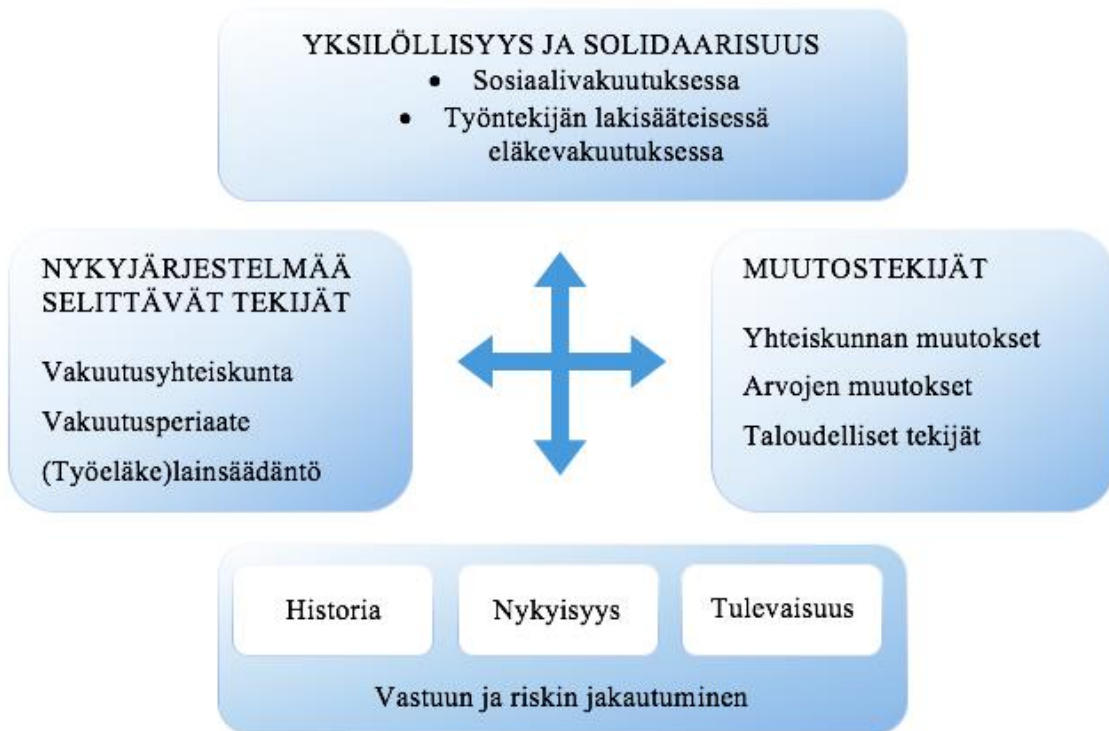 YKSILÖLLISYYS JA SOLIDAARISUUS
• Sosiaalivakuutuksessa
• Työntekijän lakisääteisessä
eläkevakuutuksessa
NYKYJÄRJESTELMÄÄ
SELITTÄVÄT TEKIJÄT
Vakuutusyhteiskunta
Vakuutusperiaate
(Työeläke)lainsäädäntö
MUUTOSTEKIJÄT
Yhteiskunnan muutokset
Arvojen muutokset
Taloudelliset tekijät
Historia
Nykyisyys
Tulevaisuus
Vastuun ja riskin jakautuminen